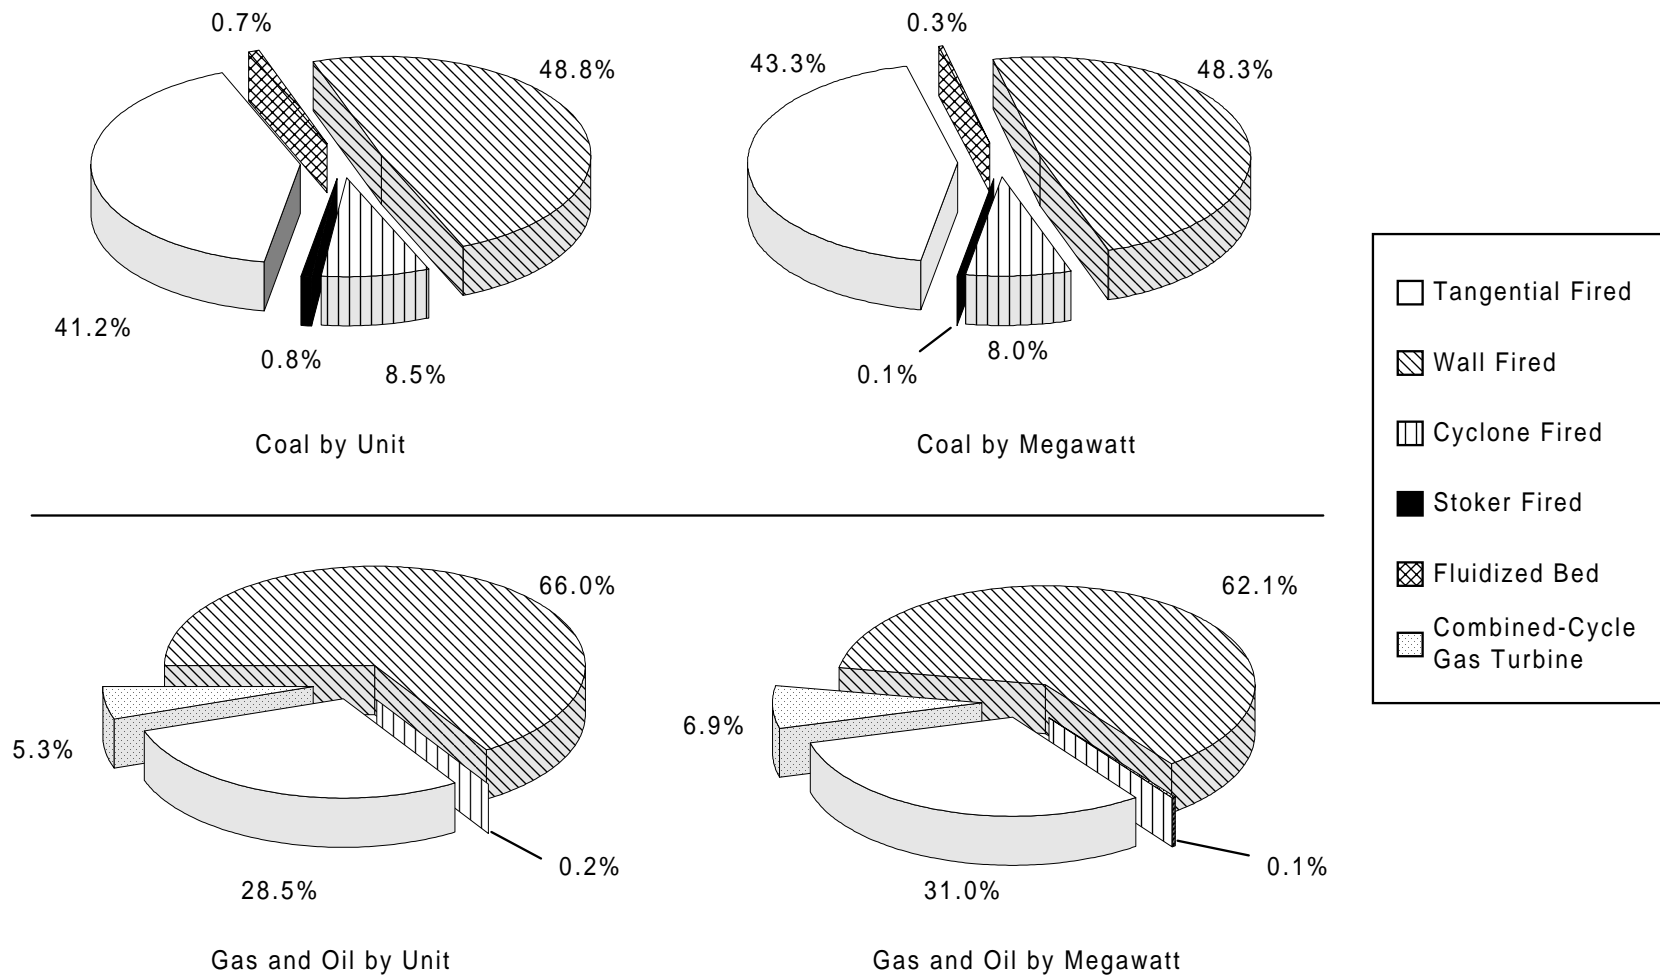 0.7%
48.8%
41.2%
0.8%
8.5%
Coal by Unit
0.3%
43.3%
48.3%
0.1%
8.0%
Coal by Megawatt
Tangential Fired
Wall Fired
Cyclone Fired
Stoker Fired
Fluidized Bed
Combined-Cycle
Gas Turbine
66.0%
5.3%
0.2%
28.5%
Gas and Oil by Unit
62.1%
6.9%
0.1%
31.0%
Gas and Oil by Megawatt